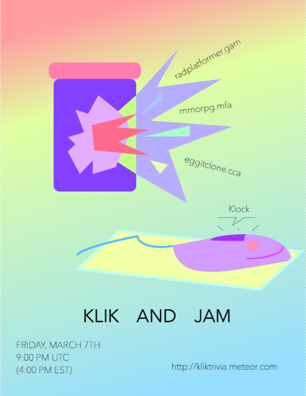 radplatformer.gam
mmorpg.mfa
eggitclone.cca
Klock
KLIK AND JAM
FRIDAY, MARCH 7TH
9:00 PM UTC
(4:00 PM EST)
http://kliktrivia.meteor.com